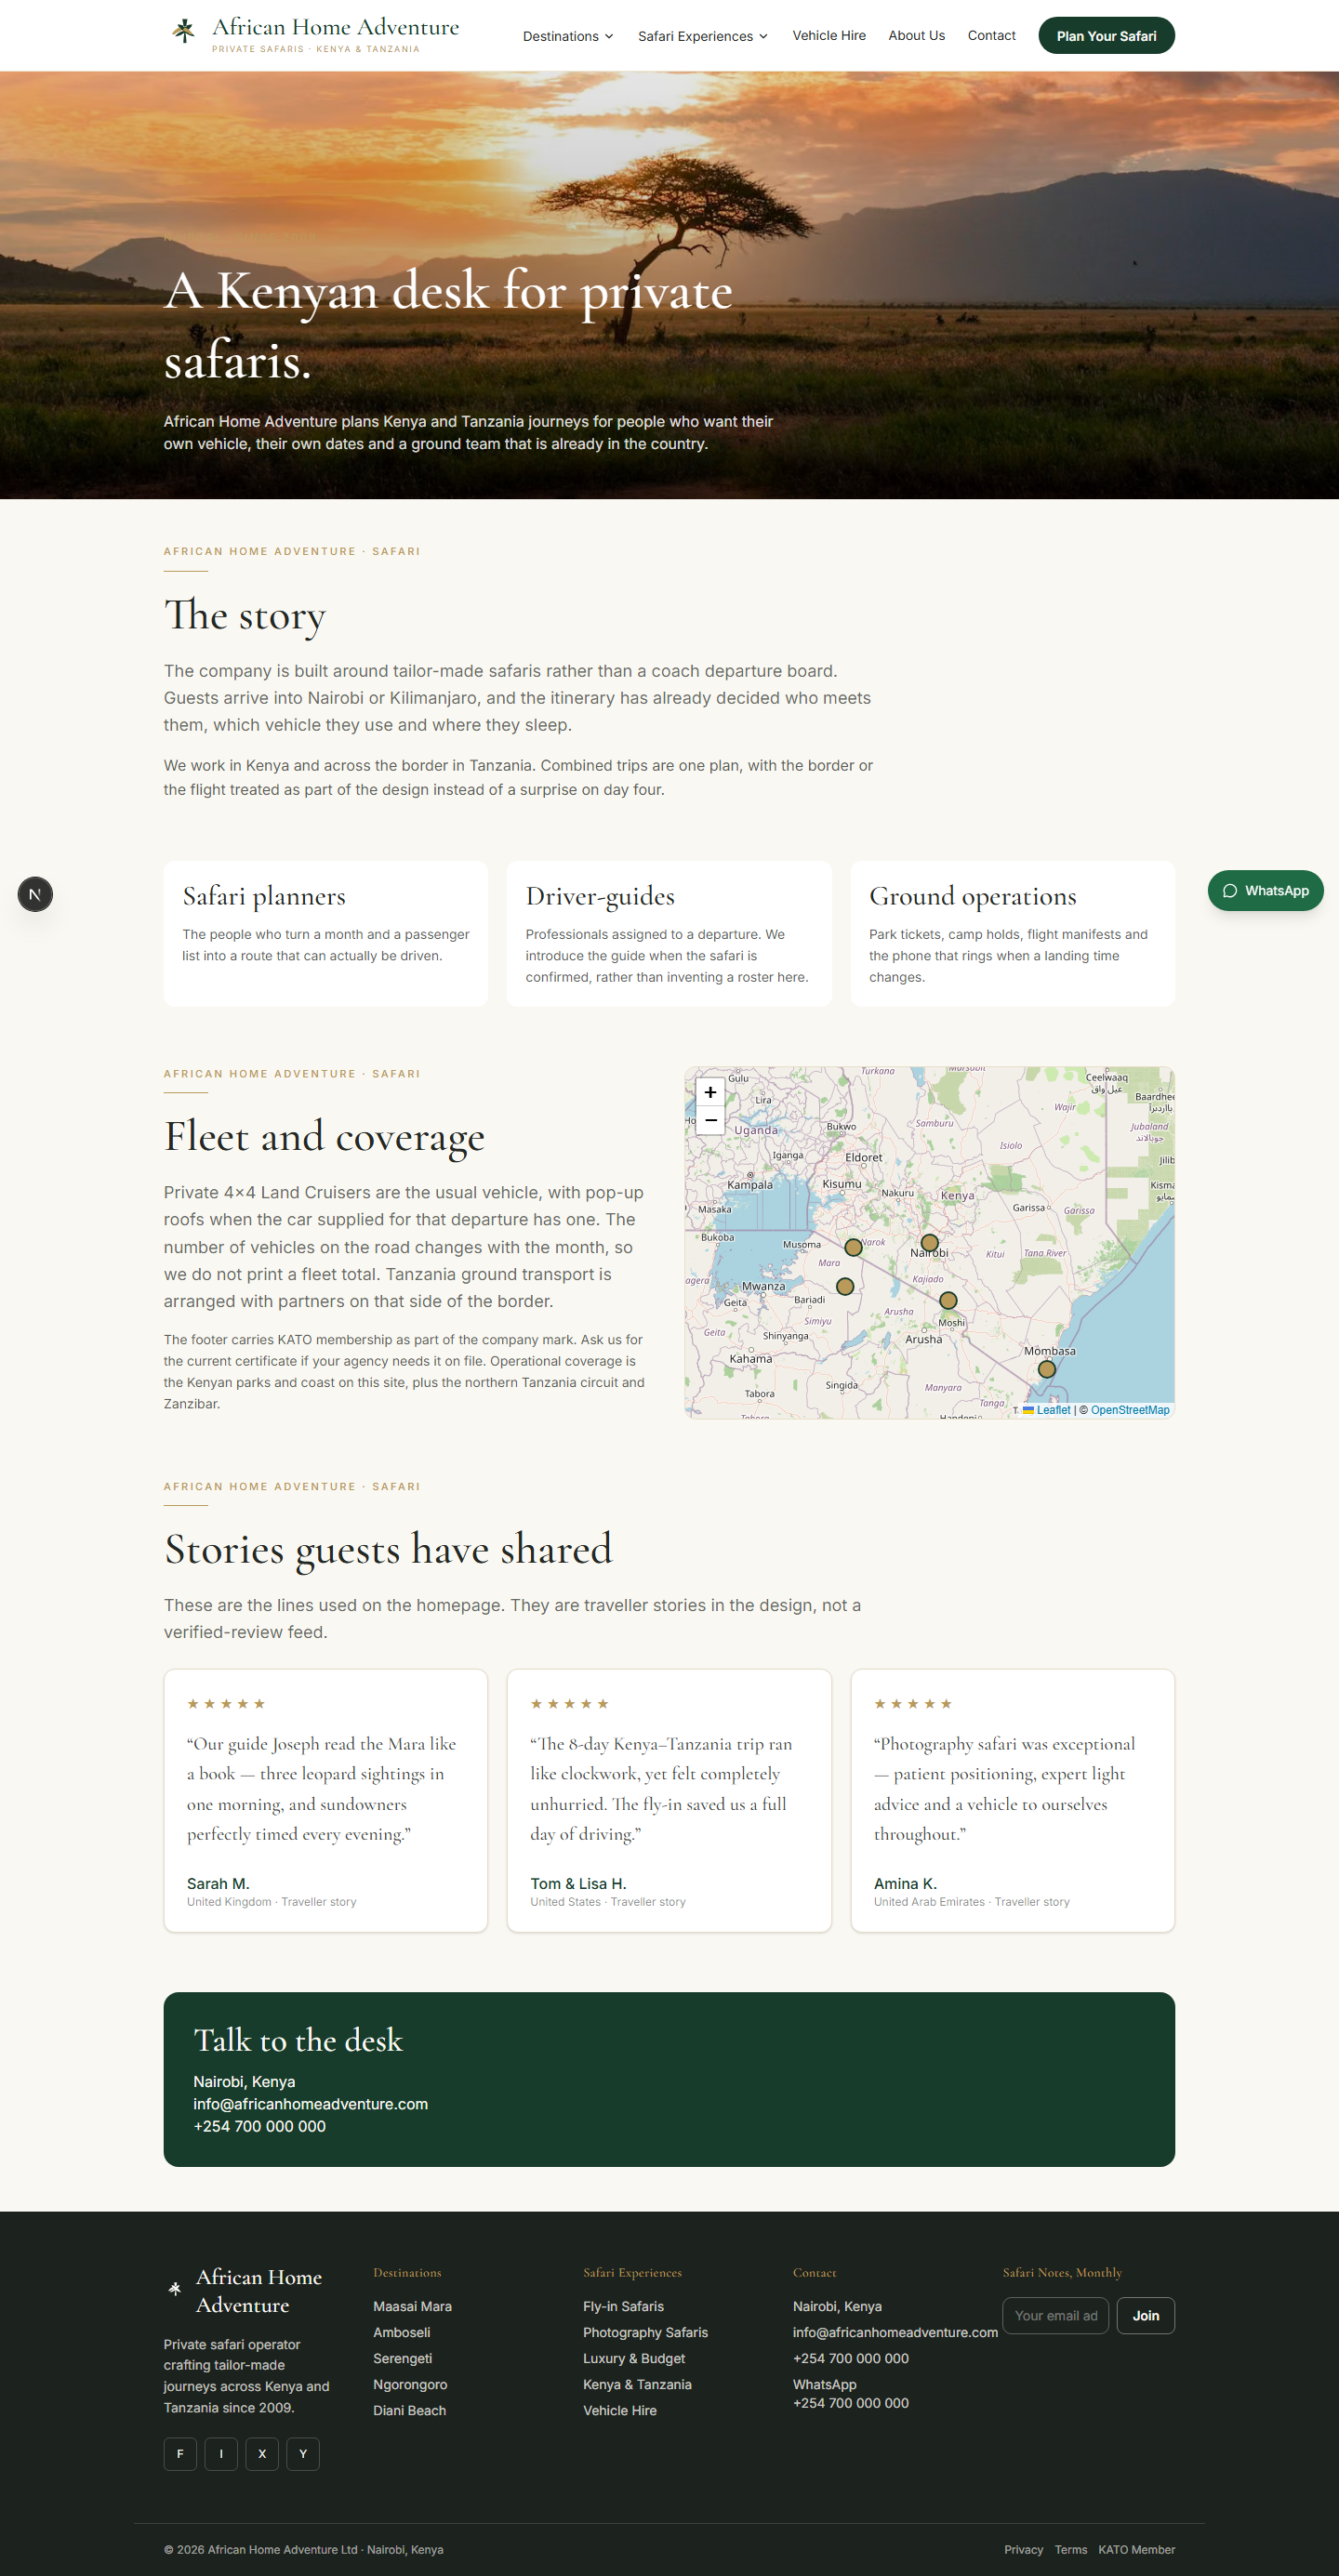 African Home Adventure
PRIVATE SAFARIS · KENYA & TANZANIA
Destinations
Safari Experiences
Vehicle Hire
About Us
Contact
Plan Your Safari
A Kenyan desk for private
safaris.
African Home Adventure plans Kenya and Tanzania journeys for people who want their
own vehicle, their own dates and a ground team that is already in the country.
AFRICAN HOME ADVENTURE · SAFARI
The story
The company is built around tailor-made safaris rather than a coach departure board.
Guests arrive into Nairobi or Kilimanjaro, and the itinerary has already decided who meets
them, which vehicle they use and where they sleep.
We work in Kenya and across the border in Tanzania. Combined trips are one plan, with the border or
the flight treated as part of the design instead of a surprise on day four.
N
WhatsApp
Safari planners
The people who turn a month and a passenger
list into a route that can actually be driven.
Driver-guides
Professionals assigned to a departure. We
introduce the guide when the safari is
confirmed, rather than inventing a roster here.
Ground operations
Park tickets, camp holds, flight manifests and
the phone that rings when a landing time
changes.
AFRICAN HOME ADVENTURE · SAFARI
Fleet and coverage
Private 4×4 Land Cruisers are the usual vehicle, with pop-up
roofs when the car supplied for that departure has one. The
number of vehicles on the road changes with the month, so
we do not print a fleet total. Tanzania ground transport is
arranged with partners on that side of the border.
The footer carries KATO membership as part of the company mark. Ask us for
the current certificate if your agency needs it on file. Operational coverage is
the Kenyan parks and coast on this site, plus the northern Tanzania circuit and
Zanzibar.
+
−
Gulu
Turkana
Marsabit
Ceelwaaq
عيل واق
Lira
Wajir
Uganda
Bukwo
Samburu
Jubaland
جوبالاند
Isiolo
Iganga
Eldoret
Kampala
Kisumu
Nakuru
Kenya
Masaka
Garissa
Garissa
Bukoba
Musoma
Narok
Nairobi
Kitui
Tana River
Mara
Mwanza
Kajiado
Geita
Bariadi
Arusha
Simiyu
Moshi
Geita
Shinyanga
Arusha
Kahama
Mombasa
Singida
Manyara
Tabora
Tanga
Tabora
Handeni
Leaflet | © OpenStreetMap
AFRICAN HOME ADVENTURE · SAFARI
Stories guests have shared
These are the lines used on the homepage. They are traveller stories in the design, not a
verified-review feed.
★★★★★
“Our guide Joseph read the Mara like
a book — three leopard sightings in
one morning, and sundowners
perfectly timed every evening.”
Sarah M.
United Kingdom · Traveller story
★★★★★
“The 8-day Kenya–Tanzania trip ran
like clockwork, yet felt completely
unhurried. The fly-in saved us a full
day of driving.”
Tom & Lisa H.
United States · Traveller story
★★★★★
“Photography safari was exceptional
— patient positioning, expert light
advice and a vehicle to ourselves
throughout.”
Amina K.
United Arab Emirates · Traveller story
Talk to the desk
Nairobi, Kenya
info@africanhomeadventure.com
+254 700 000 000
African Home
Adventure
Private safari operator
crafting tailor-made
journeys across Kenya and
Tanzania since 2009.
F
I
X
Y
Destinations
Maasai Mara
Amboseli
Serengeti
Ngorongoro
Diani Beach
Safari Experiences
Fly-in Safaris
Photography Safaris
Luxury & Budget
Kenya & Tanzania
Vehicle Hire
Contact
Nairobi, Kenya
info@africanhomeadventure.com
+254 700 000 000
WhatsApp
+254 700 000 000
Safari Notes, Monthly
Your email ad
Join
© 2026 African Home Adventure Ltd · Nairobi, Kenya
Privacy
Terms
KATO Member